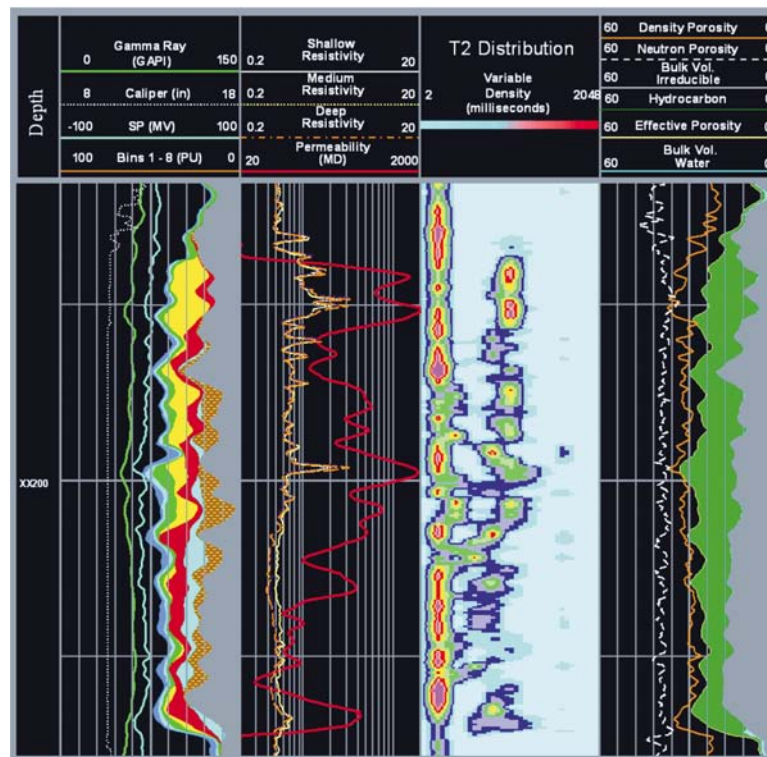 Depth
Gamma Ray
0 (GAPI) 150
8 Caliper (in) 18
-100 SP (MV) 100
100 Bins 1 - 8 (PU) 0
Shallow
0.2 Resistivity 20
Medium
0.2 Resistivity 20
Deep
0.2 Resistivity 20
Permeability
20 (MD) 2000
T2 Distribution
Variable
2 Density 2048
(milliseconds)
60 Density Porosity
60 Neutron Porosity
Bulk Vol.
60 Irreducible
60 Hydrocarbon
60 Effective Porosity
Bulk Vol.
60 Water
XX200